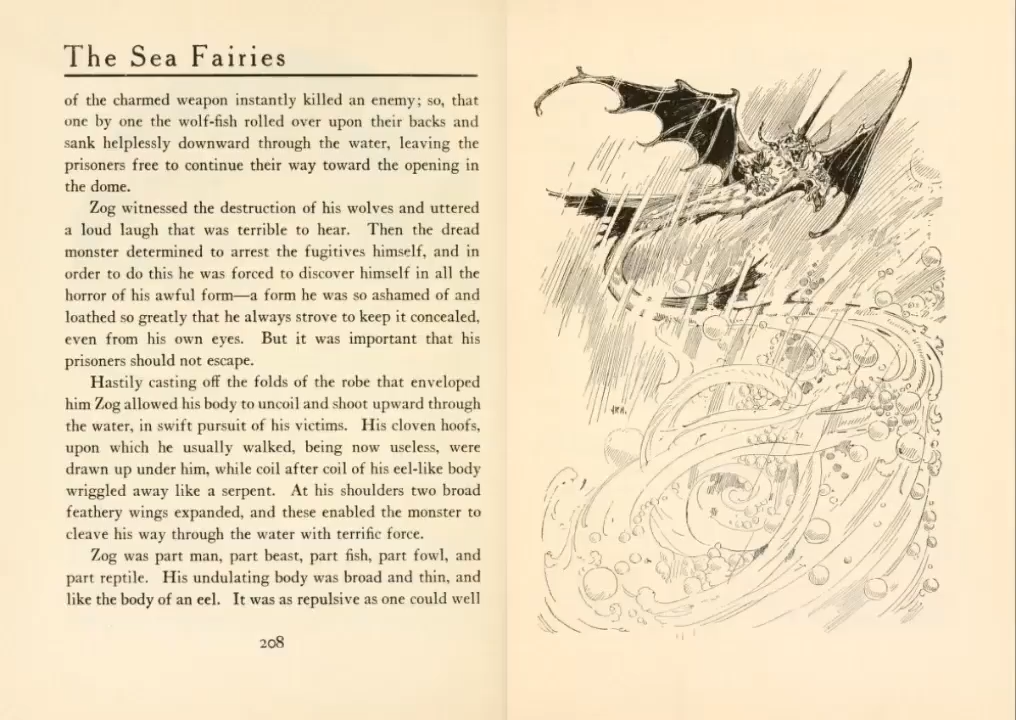 The Sea Fairies
of the charmed weapon instantly killed an enemy; so, that
one by one the wolf-fish rolled over upon their backs and
sank helplessly downward through the water, leaving the
prisoners free to continue their way toward the opening in
the dome.
Zog witnessed the destruction of his wolves and uttered
a loud laugh that was terrible to hear. Then the dread
monster determined to arrest the fugitives himself, and in
order to do this he was forced to discover himself in all the
horror of his awful form—a form he was so ashamed of and
loathed so greatly that he always strove to keep it concealed,
even from his own eyes. But it was important that his
prisoners should not escape.
Hastily casting off the folds of the robe that enveloped
him Zog allowed his body to uncoil and shoot upward through
the water, in swift pursuit of his victims. His cloven hoofs,
upon which he usually walked, being now useless, were
drawn up under him, while coil after coil of his eel-like body
wriggled away like a serpent. At his shoulders two broad
feathery wings expanded, and these enabled the monster to
cleave his way through the water with terrific force.
Zog was part man, part beast, part fish, part fowl, and
part reptile. His undulating body was broad and thin, and
like the body of an eel. It was as repulsive as one could well
208